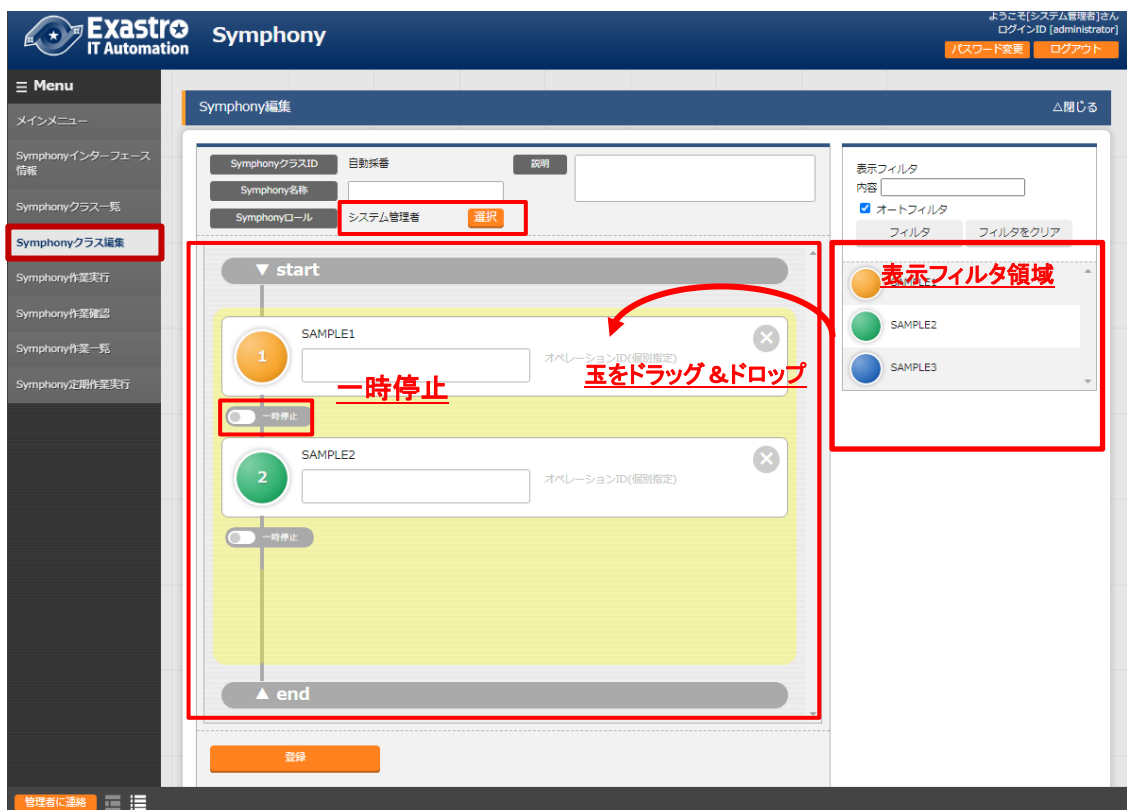 ようこそ[システム管理者]さん
ログインID [administrator]
パスワード変更 ログアウト
Exastro
IT Automation
Symphony
Menu
メインメニュー
Symphonyインターフェース
情報
Symphonyクラス一覧
Symphonyクラス編集
Symphony作業実行
Symphony作業確認
Symphony作業一覧
Symphony定期作業実行
Symphony編集 △閉じる
SymphonyクラスID 自動採番 説明
Symphony名称
Symphonyロール システム管理者 選択
▼ start
SAMPLE1
1 オペレーションID(個別指定)
玉をドラッグ&ドロップ
一時停止
一時停止
SAMPLE2
2 オペレーションID(個別指定)
一時停止
▲ end
登録
表示フィルタ
内容
オートフィルタ
フィルタ フィルタをクリア
表示フィルタ領域
SAMPLE1
SAMPLE2
SAMPLE3
管理者に連絡